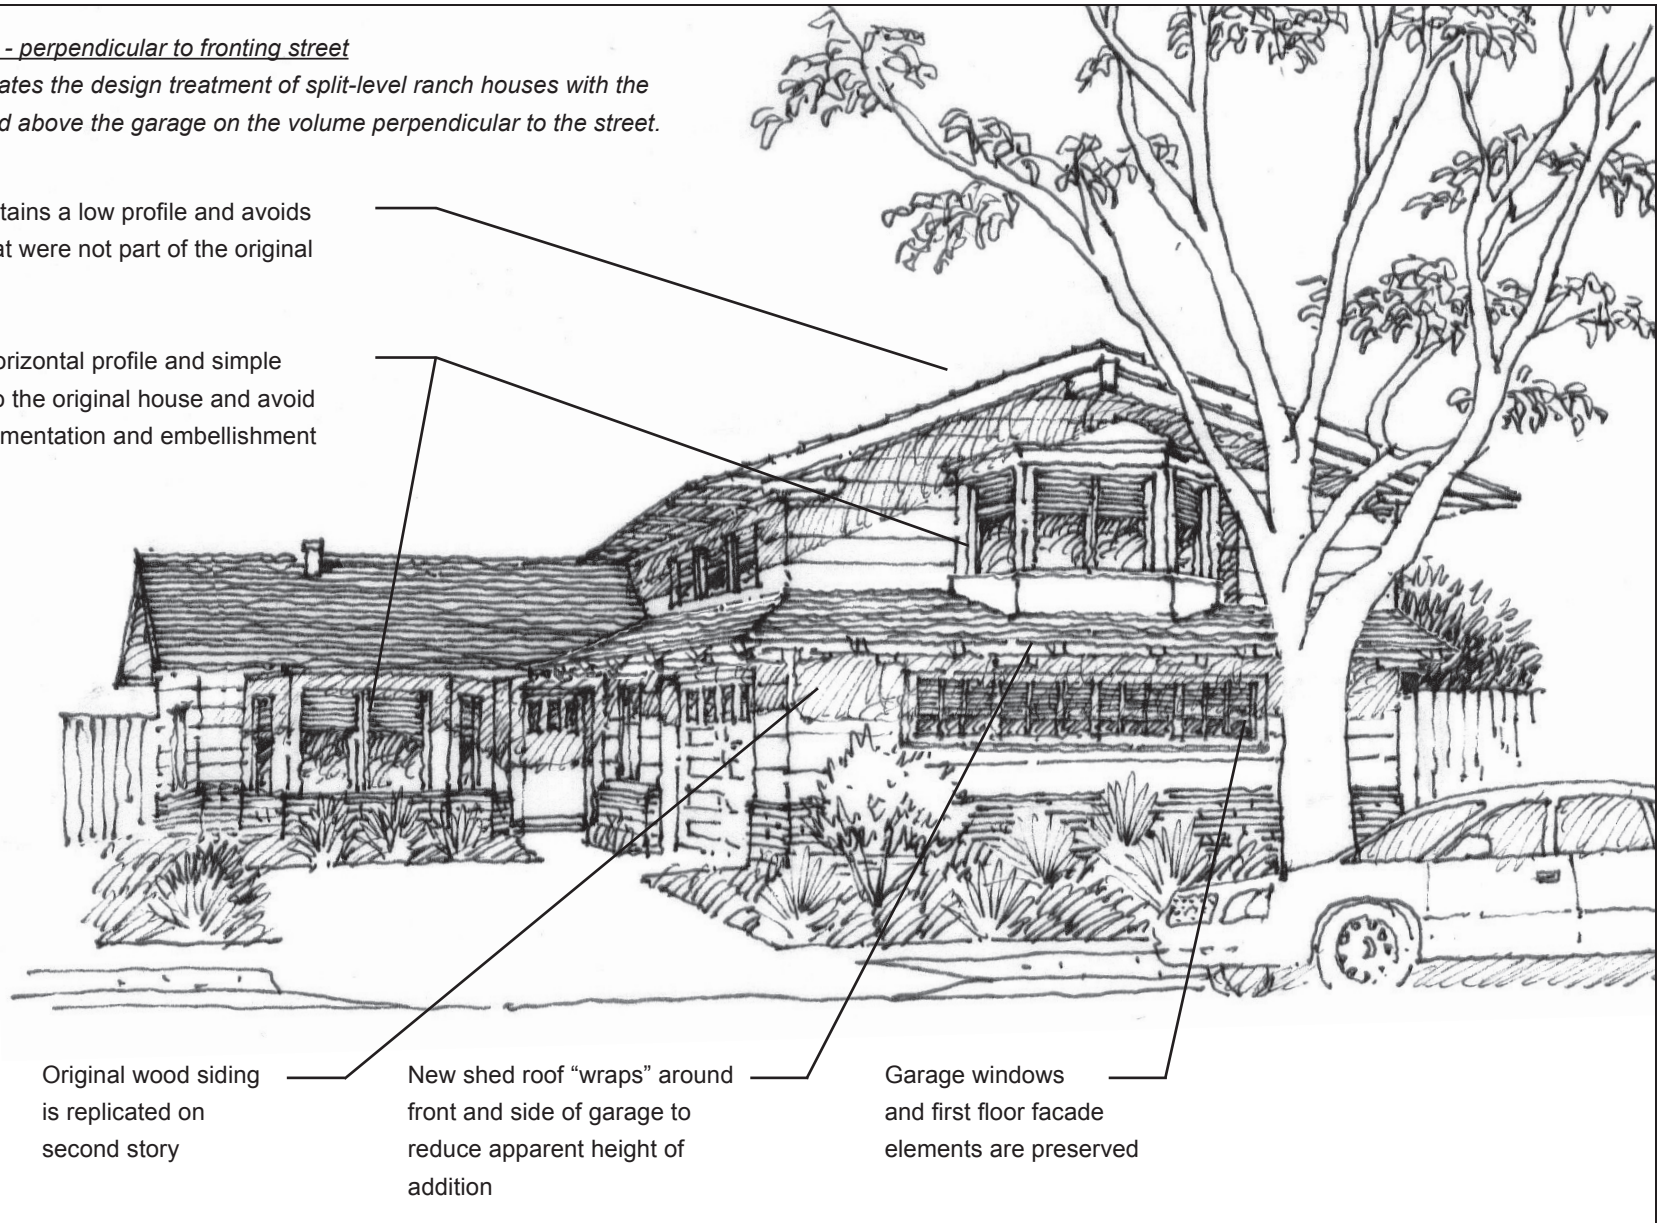 - perpendicular to fronting street
ates the design treatment of split-level ranch houses with the
d above the garage on the volume perpendicular to the street.
tains a low profile and avoids
at were not part of the original
orizontal profile and simple
o the original house and avoid
mentation and embellishment
Original wood siding
is replicated on
second story
New shed roof “wraps” around
front and side of garage to
reduce apparent height of
addition
Garage windows
and first floor facade
elements are preserved